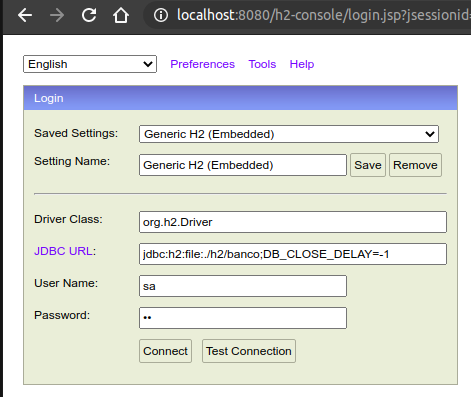 localhost:8080/h2-console/login.jsp?jsessionid=
English Preferences Tools Help
Login
Saved Settings: Generic H2 (Embedded)
Setting Name: Generic H2 (Embedded) Save Remove
Driver Class: org.h2.Driver
JDBC URL: jdbc:h2:file:./h2/banco;DB_CLOSE_DELAY=-1
User Name: sa
Password: ••
Connect Test Connection